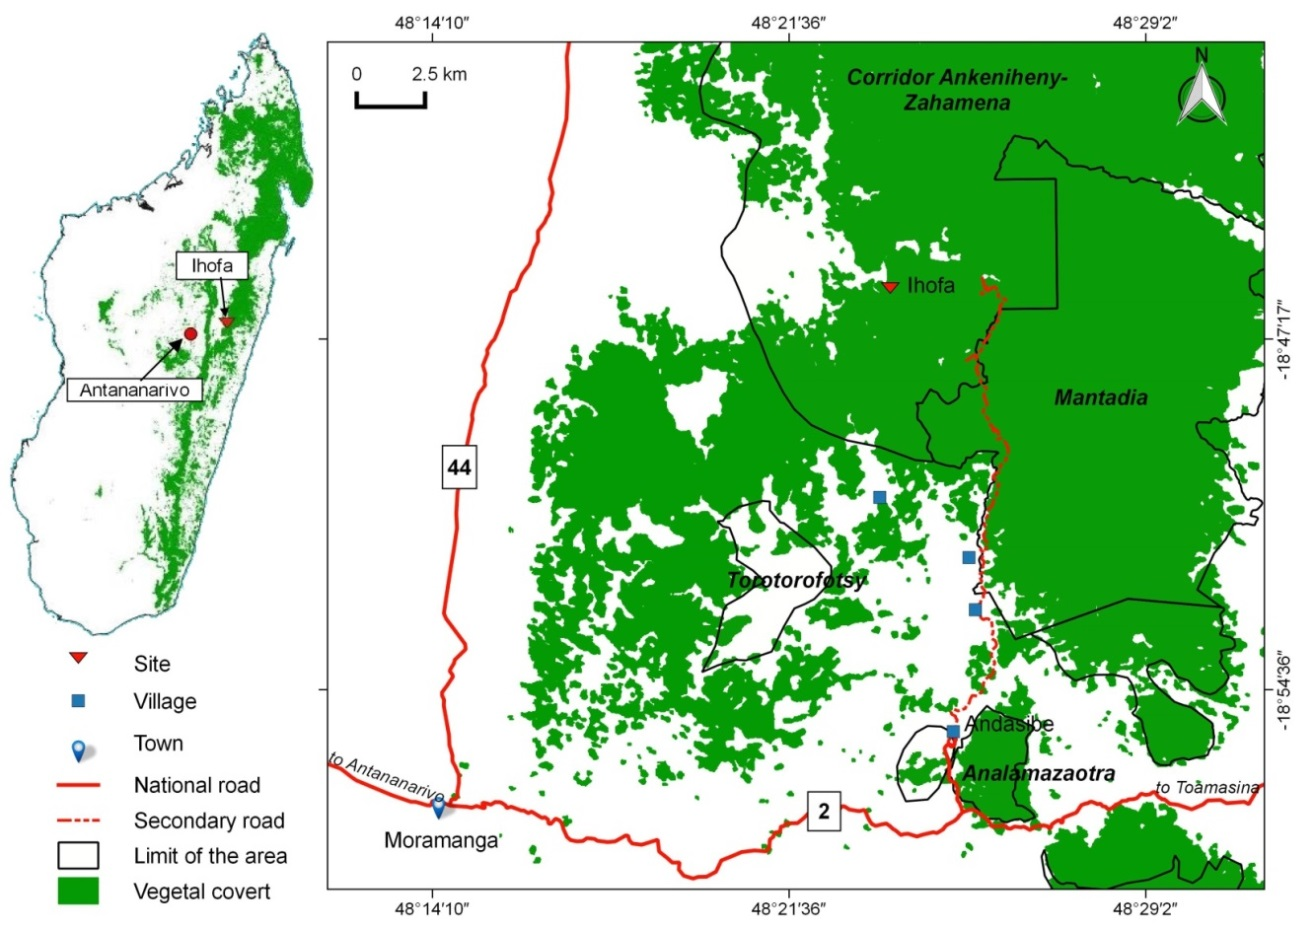 48°14'10"
48°21'36"
48°29'2"
0 2.5 km
Corridor Ankeniheny-
Zahamena
N
Ihofa
Antananarivo
Ihofa
-18°47'17"
Mantadia
44
Torotorofotsy
-18°54'36"
Andasibe
Analamazaotra
to Antananarivo
to Toamasina
2
Moramanga
Site
Village
Town
National road
Secondary road
Limit of the area
Vegetal covert
48°14'10"
48°21'36"
48°29'2"